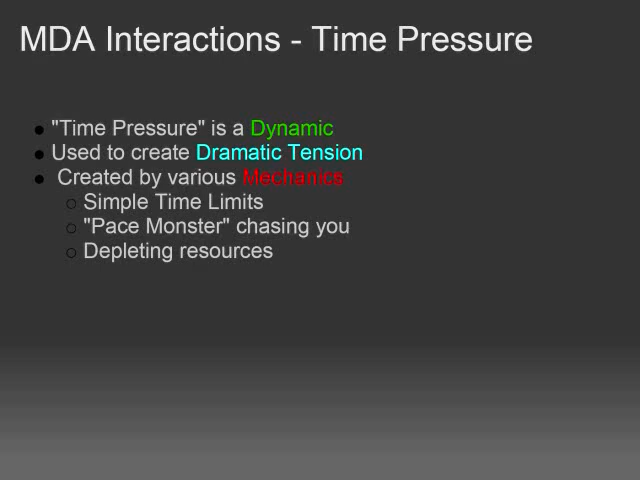 MDA Interactions - Time Pressure
"Time Pressure" is a Dynamic
Used to create Dramatic Tension
Created by various Mechanics
Simple Time Limits
"Pace Monster" chasing you
Depleting resources